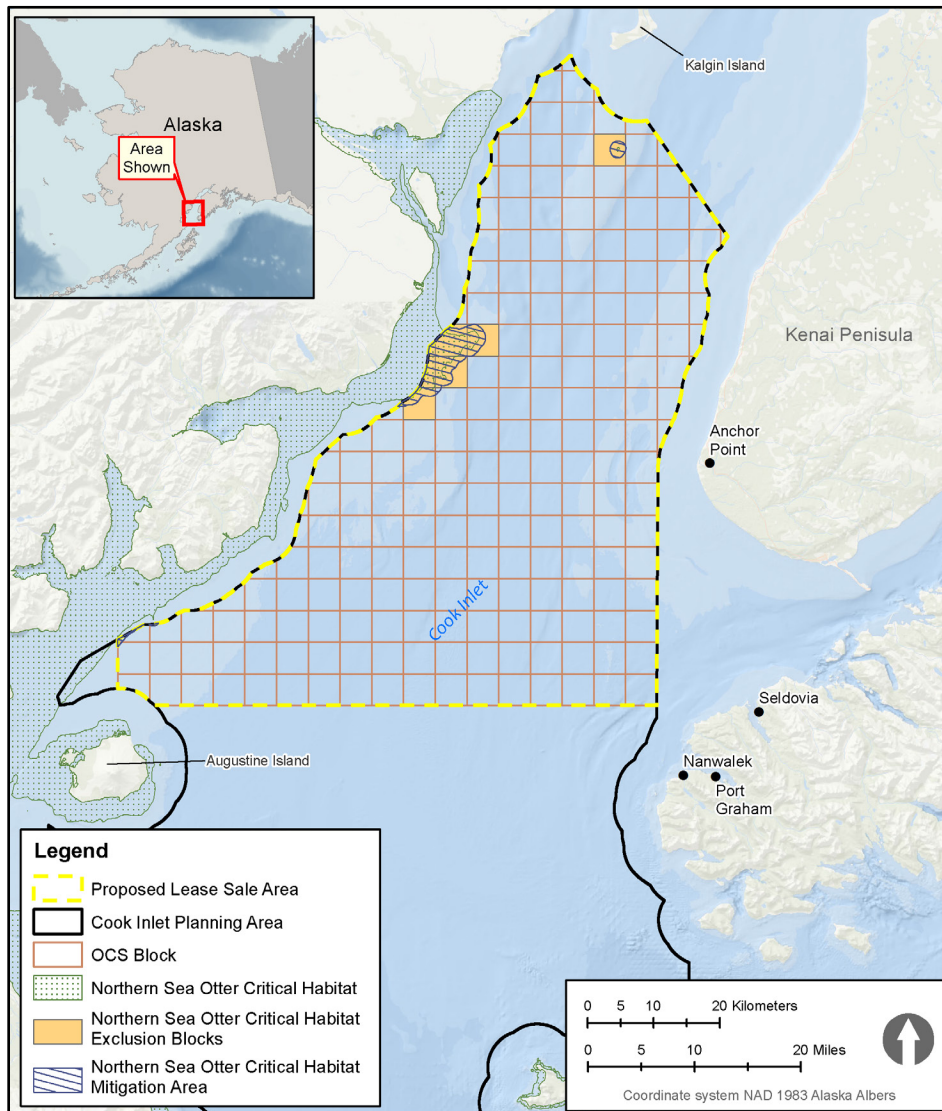 Kalgin Island
Alaska
Area
Shown
Kenai Penisula
Anchor
Point
Cook Inlet
Seldovia
Augustine Island
Nanwalek
Port
Graham
Legend
Proposed Lease Sale Area
Cook Inlet Planning Area
OCS Block
Northern Sea Otter Critical Habitat
Northern Sea Otter Critical Habitat
Exclusion Blocks
Northern Sea Otter Critical Habitat
Mitigation Area
0 5 10 20 Kilometers
0 5 10 20 Miles
Coordinate system NAD 1983 Alaska Albers